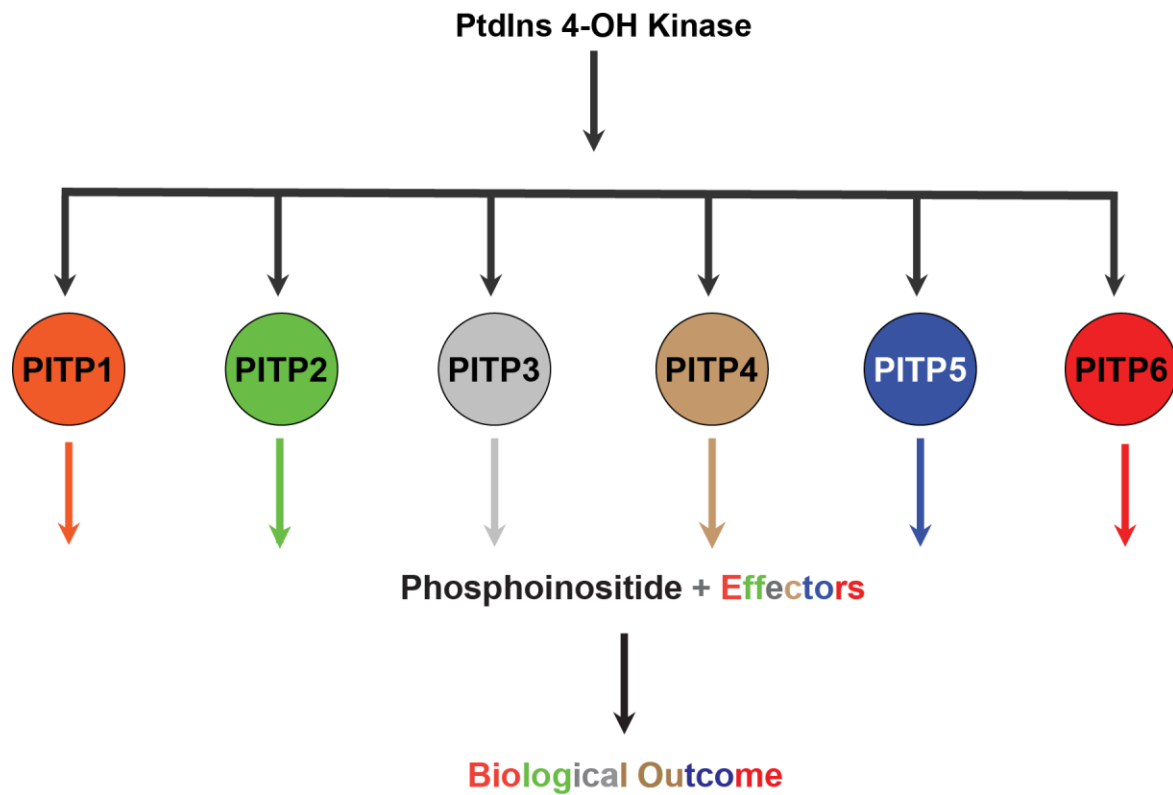 PtdIns 4-OH Kinase
PITP1 PITP2 PITP3 PITP4 PITP5 PITP6
Phosphoinositide + Effectors
Biological Outcome